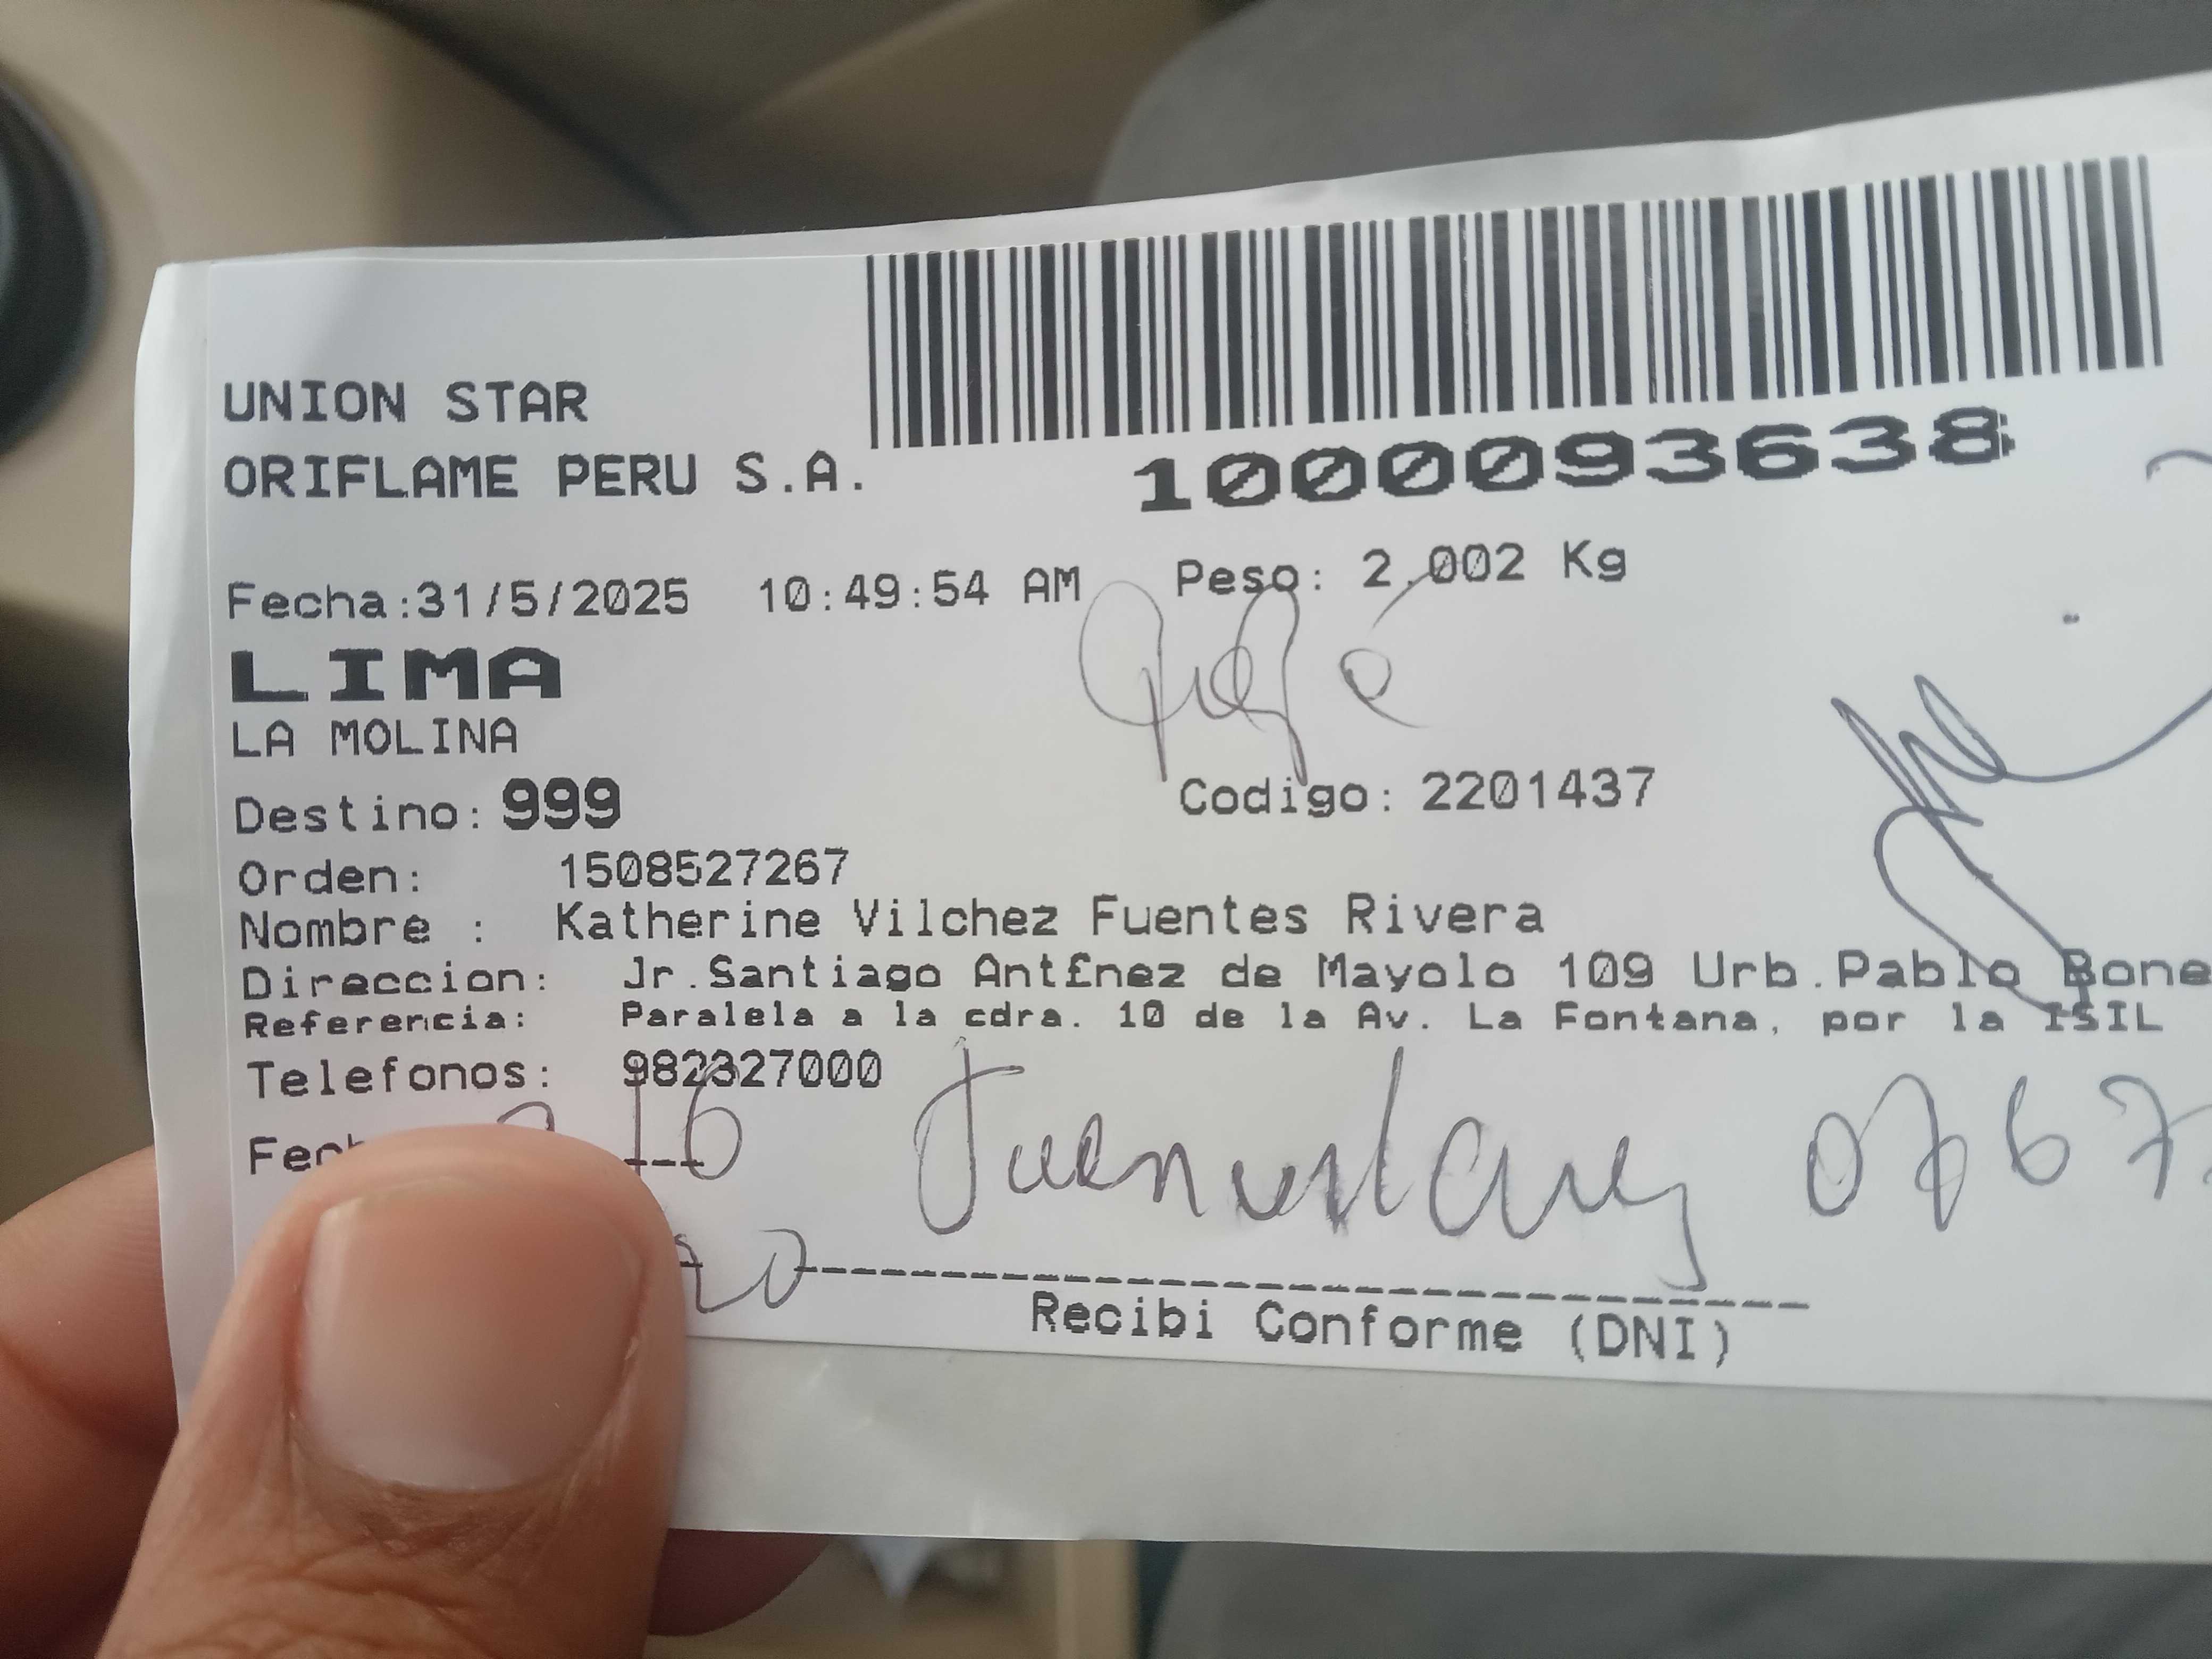 UNION STAR
ORIFLAME PERU S.A.
1000093638
Fecha:31/5/2025 10:49:54 AM Peso: 2.002 Kg
LIMA
LA MOLINA
Destino: 999 Codigo: 2201437
Orden: 1508527267
Nombre : Katherine Vilchez Fuentes Rivera
Direccion: Jr.Santiago Ant£nez de Mayolo 109 Urb.Pablo Bone
Referencia: Paralela a la cdra. 10 de la Av. La Fontana, por la ISIL
Telefonos: 982327000
Recibi Conforme (DNI)